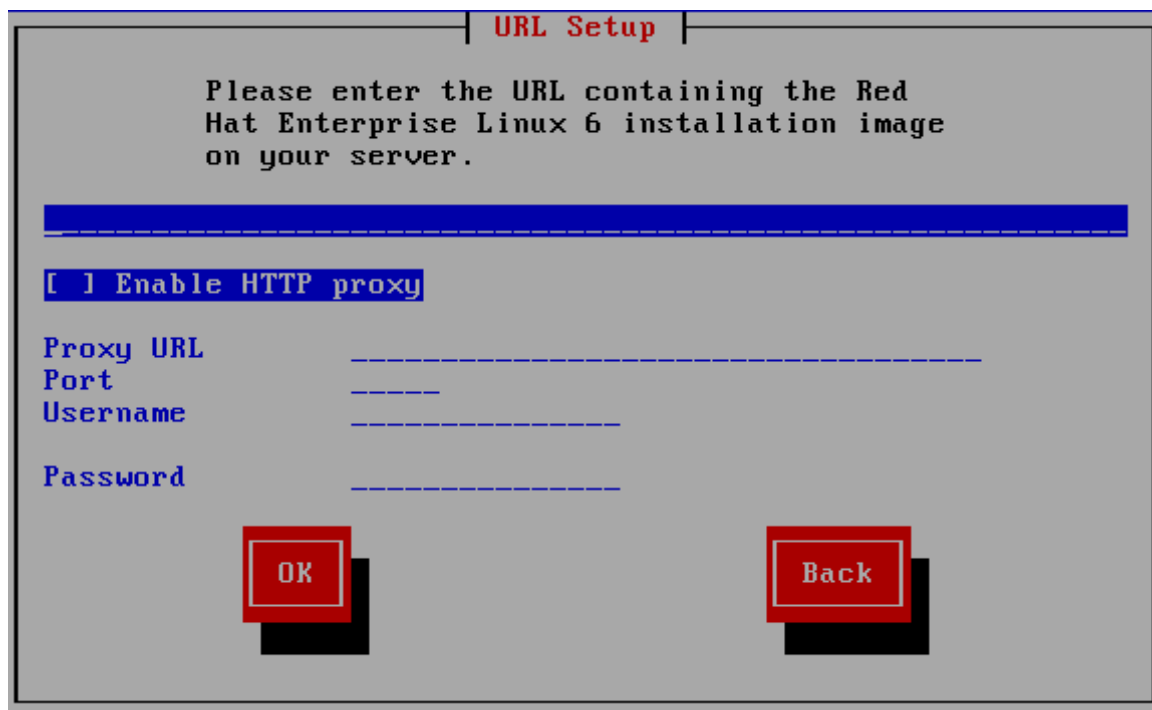 URL Setup
Please enter the URL containing the Red
Hat Enterprise Linux 6 installation image
on your server.
[ ] Enable HTTP proxy
Proxy URL
Port
Username
Password
OK Back